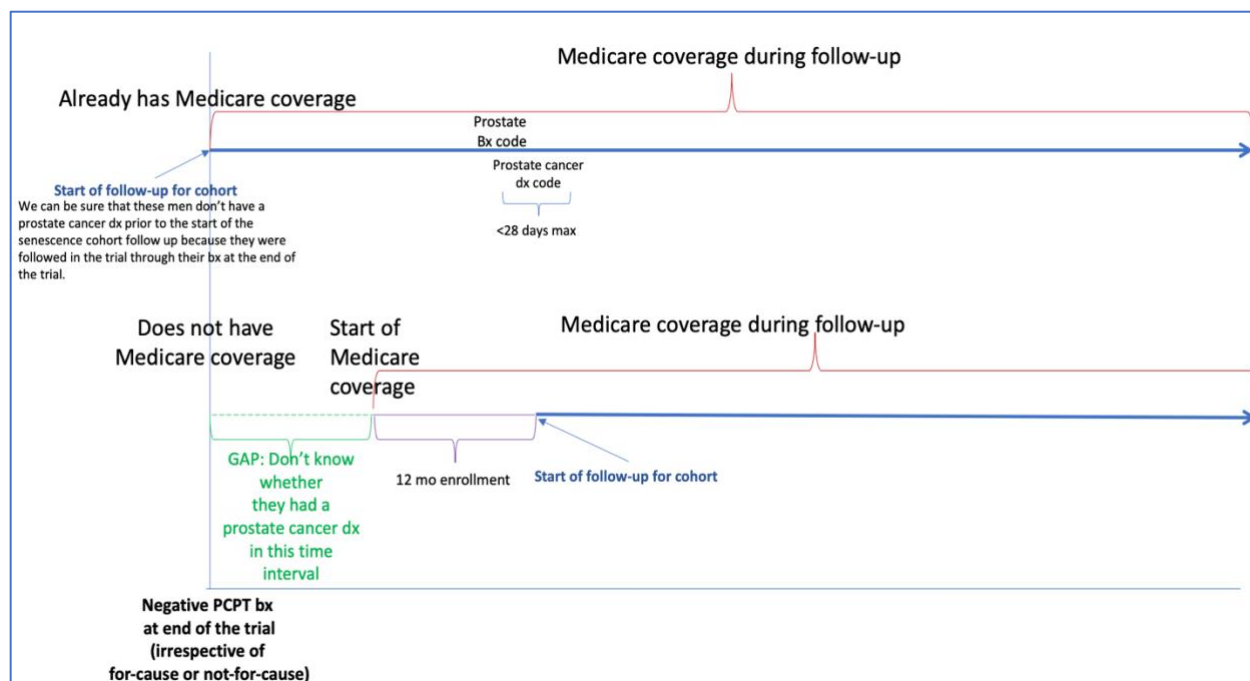 Medicare coverage during follow-up
Already has Medicare coverage
Prostate
Bx code
Prostate cancer
dx code
<28 days max
Start of follow-up for cohort
We can be sure that these men don't have a
prostate cancer dx prior to the start of the
senescence cohort follow up because they were
followed in the trial through their bx at the end of
the trial.
Does not have
Medicare coverage
Start of
Medicare
coverage
Medicare coverage during follow-up
GAP: Don't know
whether
they had a
prostate cancer dx
in this time
interval
12 mo enrollment
Start of follow-up for cohort
Negative PCPT bx
at end of the trial
(irrespective of
for-cause or not-for-cause)